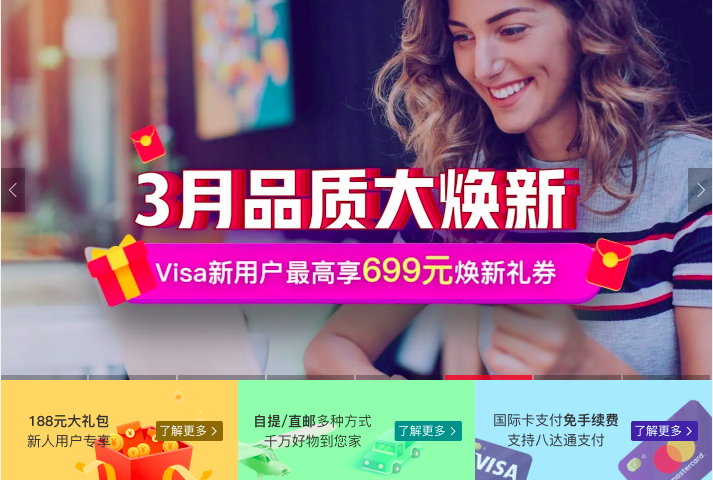 3月品质大焕新
Visa新用户最高享699元焕新礼券
188元大礼包
新人用户专享
了解更多
自提/直邮多种方式
千万好物到您家
了解更多
国际卡支付免手续费
支持八达通支付
了解更多
VISA
mastercard